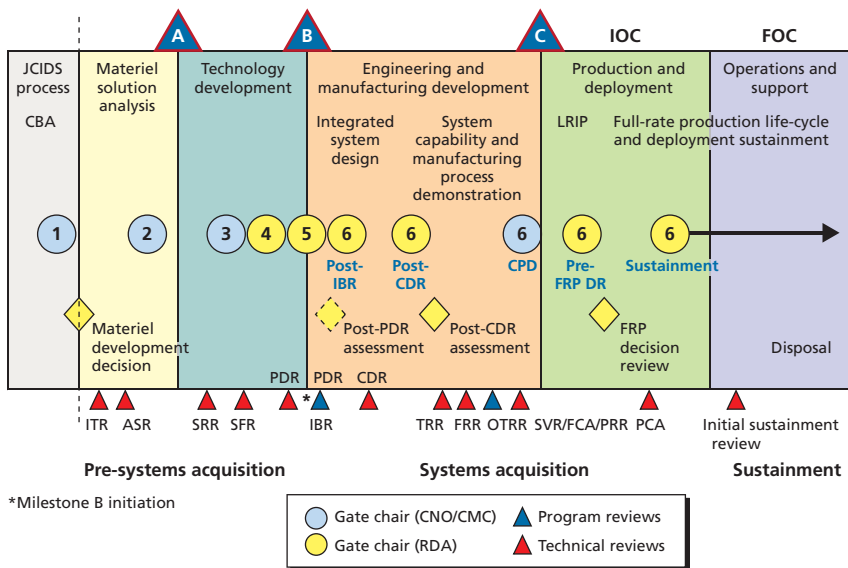 A
B
C
IOC
FOC
JCIDS
process
CBA
Materiel
solution
analysis
Technology
development
Engineering and
manufacturing development
Integrated
system
design
System
capability and
manufacturing
process
demonstration
Production and
deployment
LRIP
Operations and
support
Full-rate production life-cycle
and deployment sustainment
1
2
3
4
5
6
6
6
6
6
Post-
IBR
Post-
CDR
CPD
Pre-
FRP DR
Sustainment
Materiel
development
decision
Post-PDR
assessment
Post-CDR
assessment
FRP
decision
review
Disposal
PDR
PDR
CDR
*
ITR
ASR
SRR
SFR
IBR
TRR
FRR
OTRR
SVR/FCA/PRR
PCA
Initial sustainment
review
Pre-systems acquisition
Systems acquisition
Sustainment
*Milestone B initiation
Gate chair (CNO/CMC)
Program reviews
Gate chair (RDA)
Technical reviews